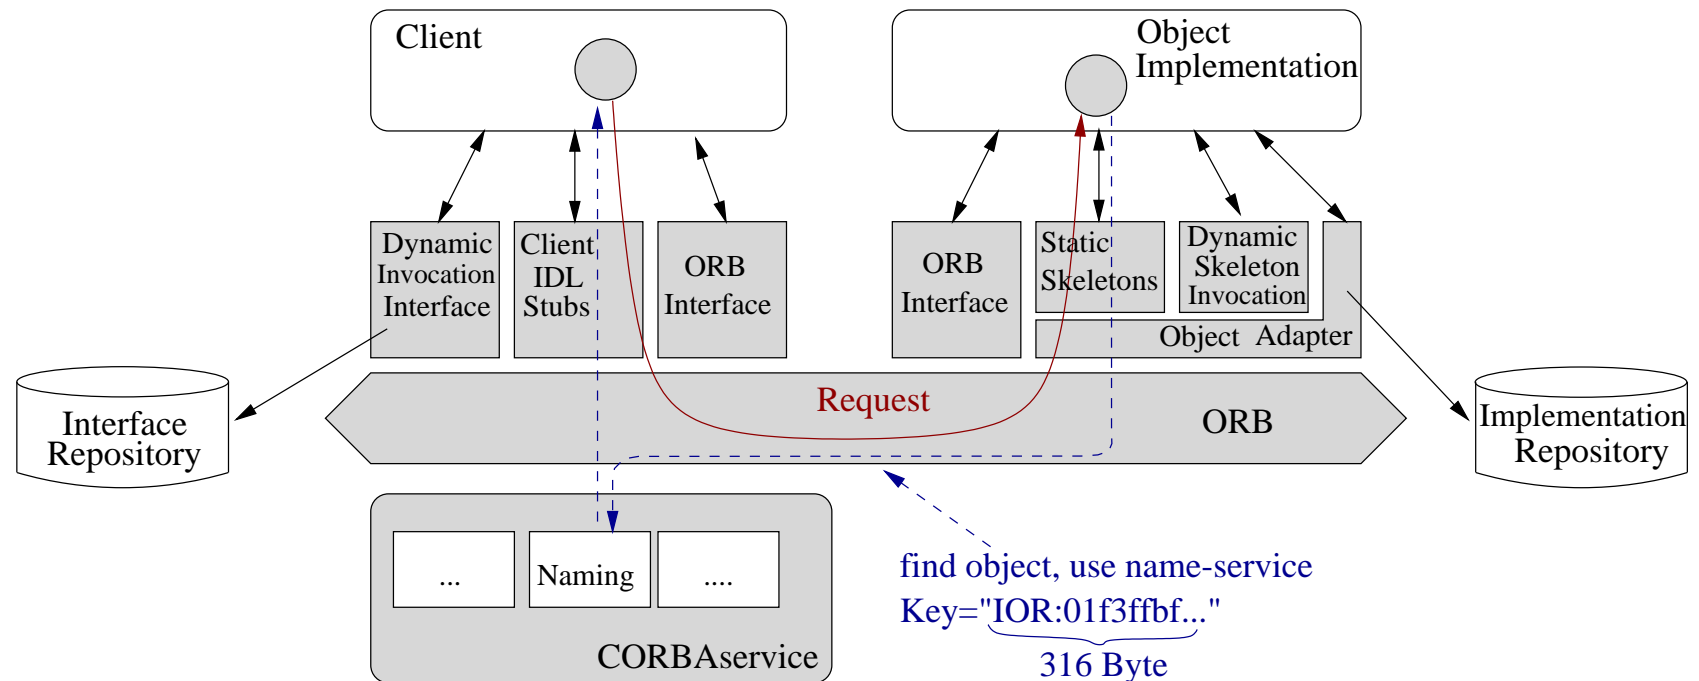 Client
Object
Implementation
Dynamic
Invocation
Interface
Client
IDL
Stubs
ORB
Interface
ORB
Interface
Static
Skeletons
Dynamic
Skeleton
Invocation
Object Adapter
Interface
Repository
Request
ORB
Implementation
Repository
...
Naming
....
CORBAservice
find object, use name-service
Key="IOR:01f3ffbf..."
316 Byte